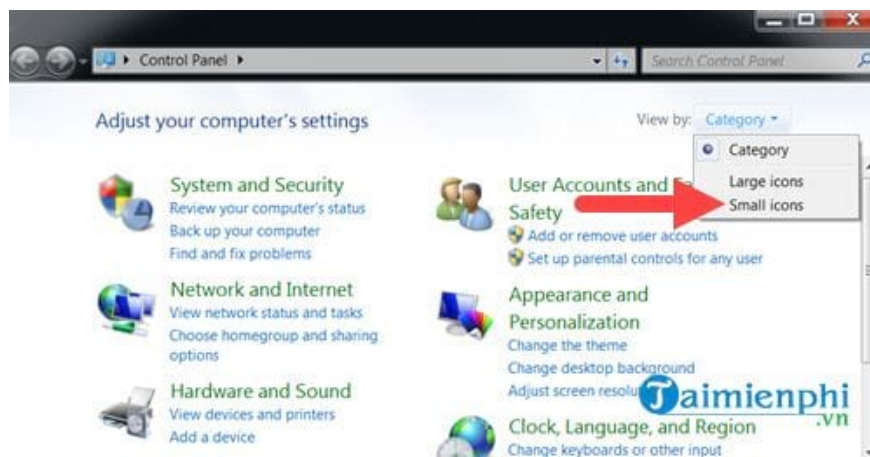 Control Panel
Search Control Panel
Adjust your computer's settings
View by: Category
Category
Large icons
Small icons
System and Security
Review your computer's status
Back up your computer
Find and fix problems
Network and Internet
View network status and tasks
Choose homegroup and sharing
options
Hardware and Sound
View devices and printers
Add a device
User Accounts and
Safety
Add or remove user accounts
Set up parental controls for any user
Appearance and
Personalization
Change the theme
Change desktop background
Adjust screen
Clock, Language, and Region
Change keyboards or other input
Taimienphi
.vn